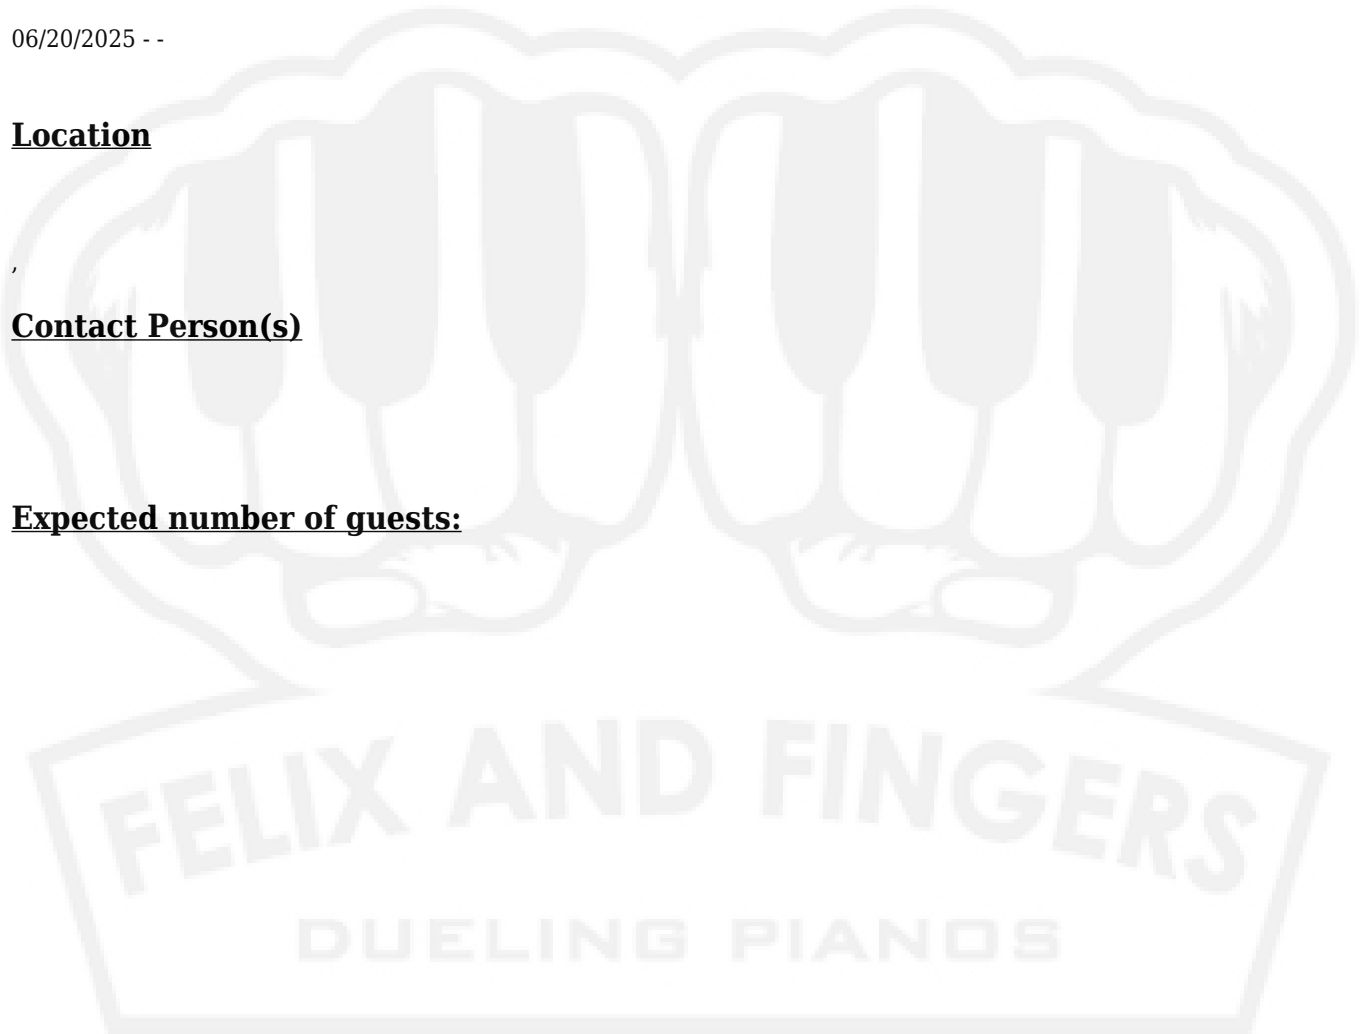 06/20/2025 - -
Location
,
Contact Person(s)
Expected number of guests:
FELIX AND FINGERS
DUELING PIANOS